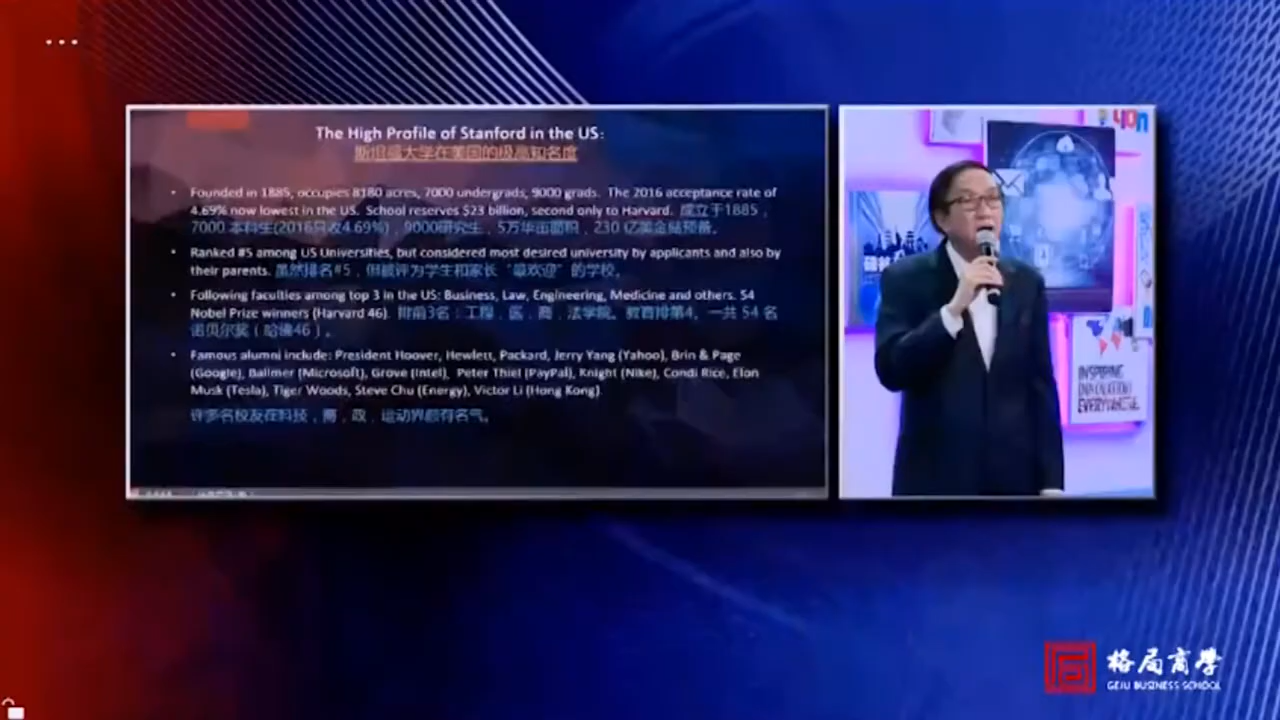 The High Profile of Stanford in the US:
斯坦福大学在美国的极高知名度
• Founded in 1885, occupies 8180 acres, 7000 undergrads, 9000 grads. The 2016 acceptance rate of
4.69% now lowest in the US. School reserves $23 billion, second only to Harvard. 成立于1885，
7000 本科生(2016只收4.69%)，9000研究生，5万华亩面积，230 亿美金储预备。
• Ranked #5 among US Universities, but considered most desired university by applicants and also by
their parents. 虽然排名#5，但被评为学生和家长“最欢迎”的学校。
• Following faculties among top 3 in the US: Business, Law, Engineering, Medicine and others. 54
Nobel Prize winners (Harvard 46). 排前3名：工程，医，商，法学院。教育排第4。一共 54 名
诺贝尔奖（哈佛46）。
• Famous alumni include: President Hoover, Hewlett, Packard, Jerry Yang (Yahoo), Brin & Page
(Google), Ballmer (Microsoft), Grove (Intel), Peter Thiel (PayPal), Knight (Nike), Condi Rice, Elon
Musk (Tesla), Tiger Woods, Steve Chu (Energy), Victor Li (Hong Kong)
许多名校友在科技，商，政，运动界颇有名气。
INSPIRING
EVERYWHERE
格局商學
GEJU BUSINESS SCHOOL